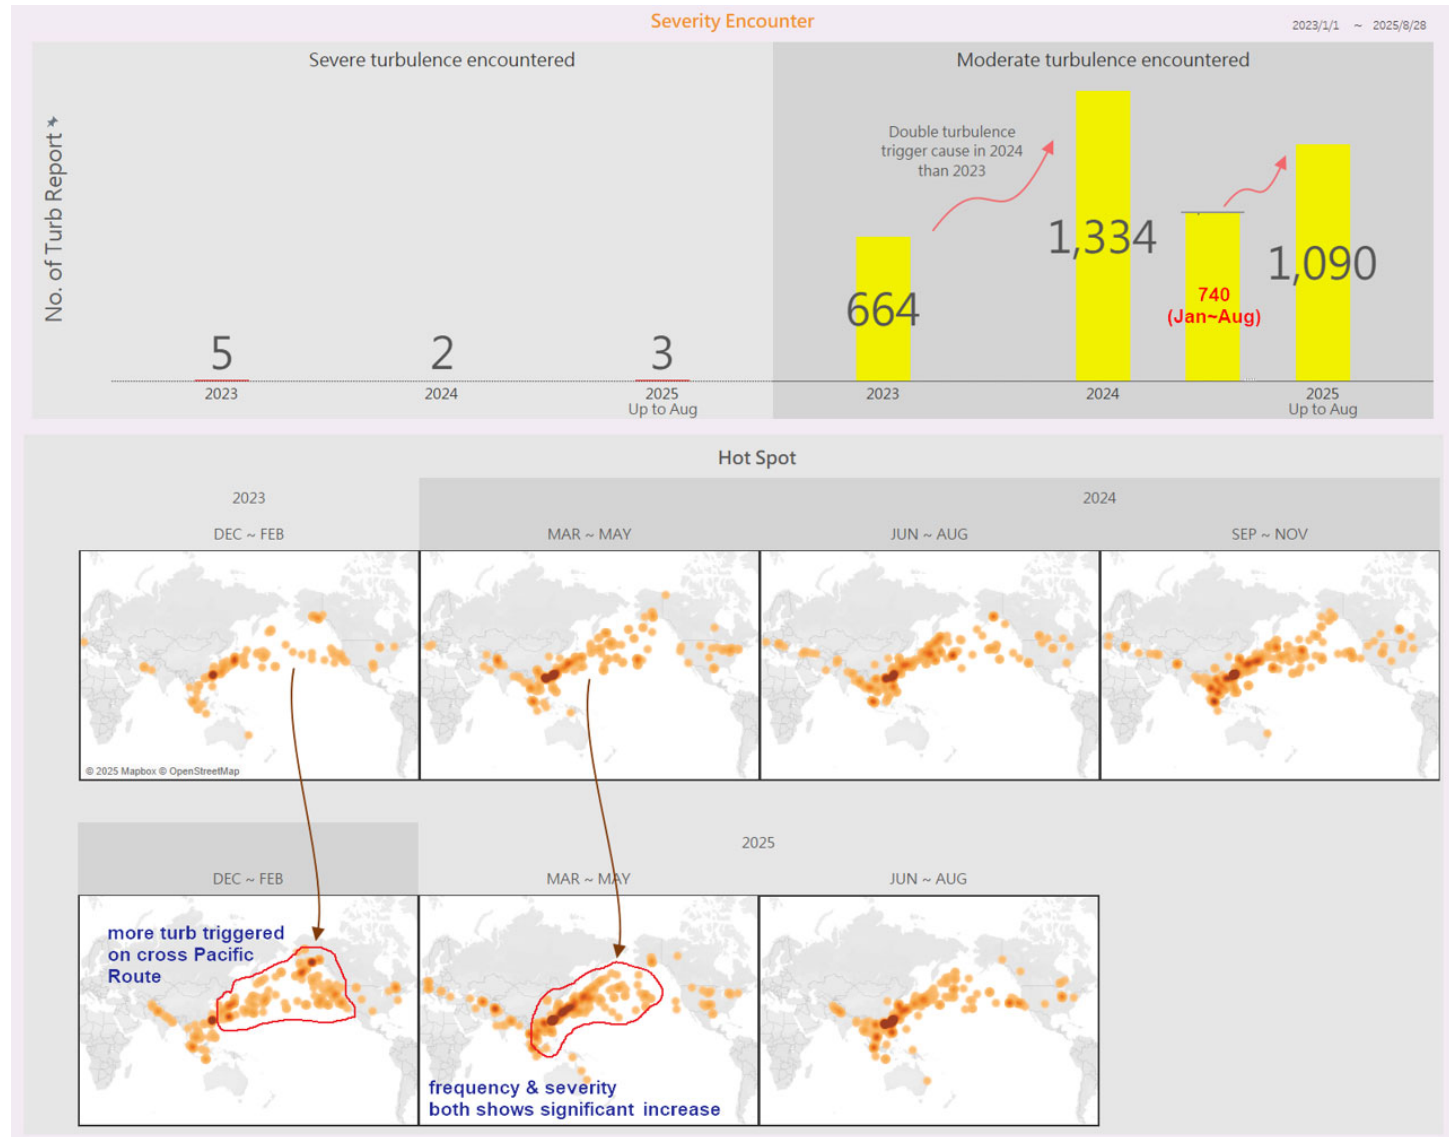 Severity Encounter
2023/1/1 ~ 2025/8/28
Severe turbulence encountered
Moderate turbulence encountered
No. of Turb Report
Double turbulence
trigger cause in 2024
than 2023
5
2
3
664
1,334
740
(Jan~Aug)
1,090
2023
2024
2025
Up to Aug
2023
2024
2025
Up to Aug
Hot Spot
2023
2024
DEC ~ FEB
MAR ~ MAY
JUN ~ AUG
SEP ~ NOV
© 2025 Mapbox © OpenStreetMap
2025
DEC ~ FEB
MAR ~ MAY
JUN ~ AUG
more turb triggered
on cross Pacific
Route
frequency & severity
both shows significant increase